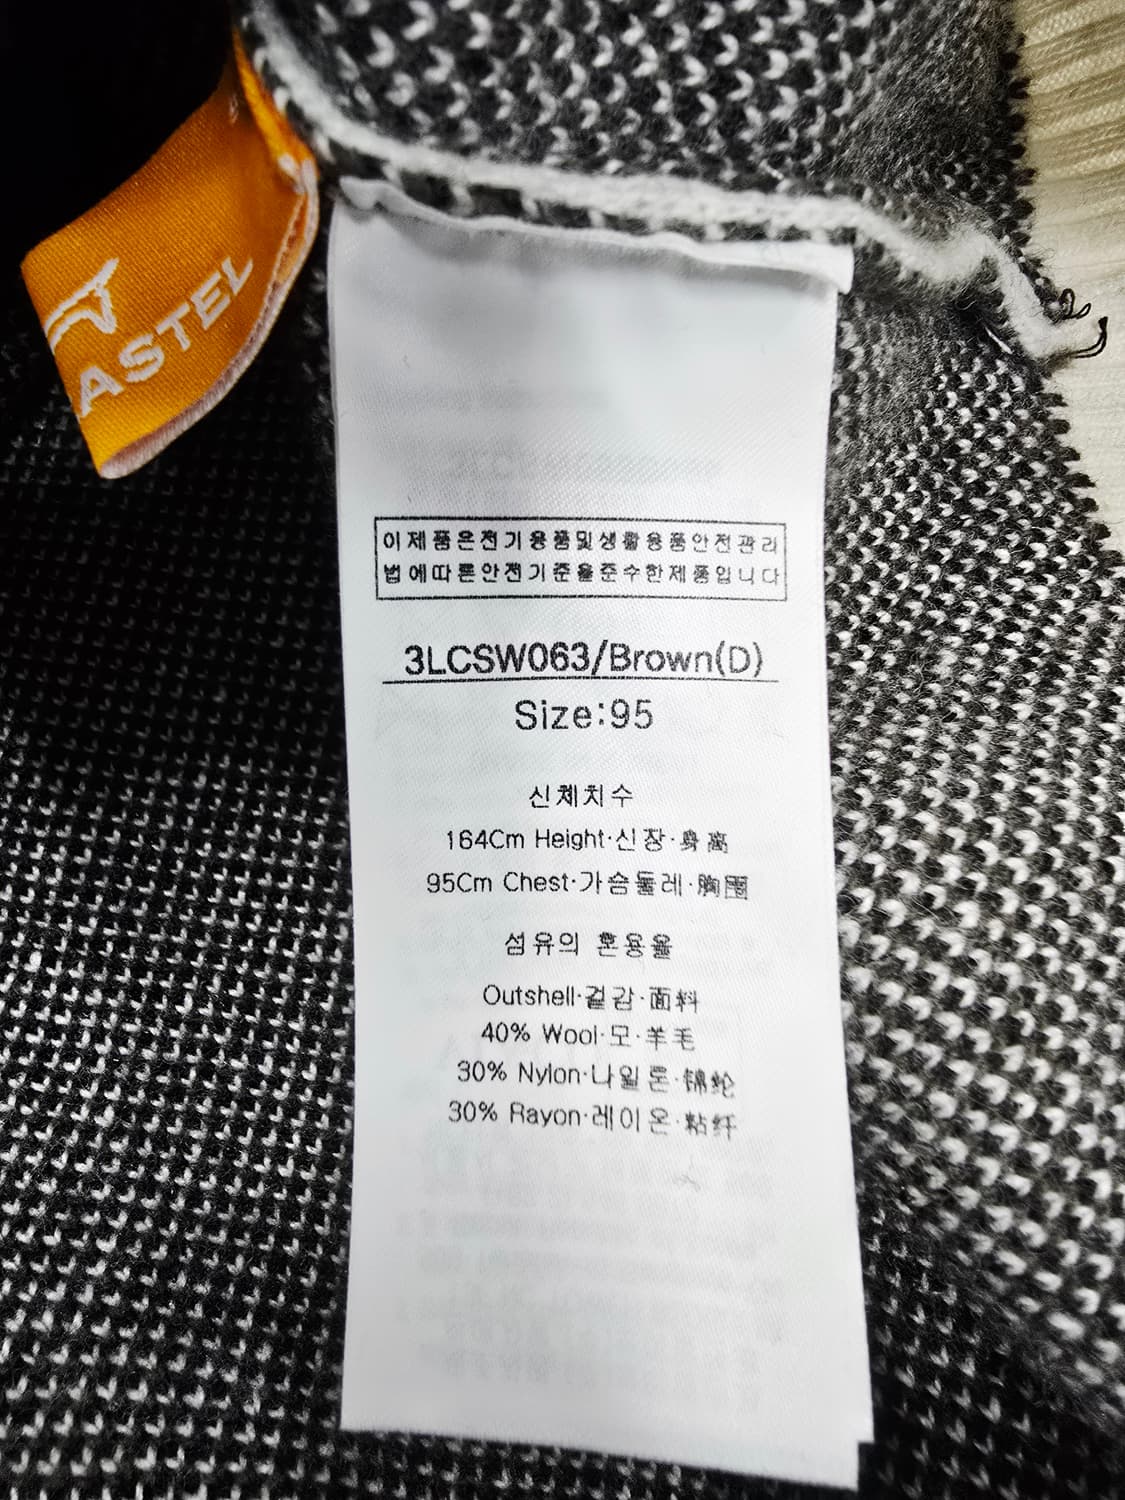 ASTEL
이제품은전기용품및생활용품안전관리
법에따른안전기준을준수한제품입니다
3LCSW063/Brown(D)
Size:95
신체치수
164Cm Height·신장·身高
95Cm Chest·가슴둘레·胸围
섬유의 혼용율
Outshell·겉감·面料
40% Wool·모·羊毛
30% Nylon·나일론·锦纶
30% Rayon·레이온·粘纤